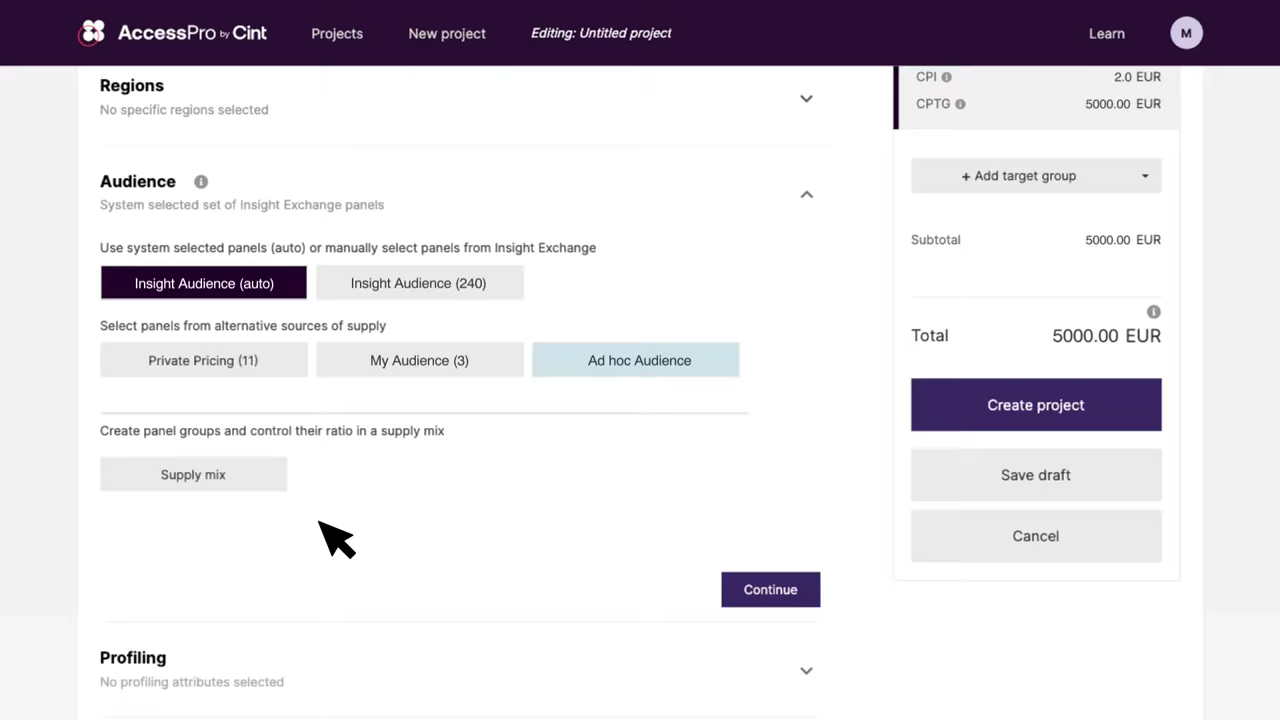 AccessPro by Cint
Projects
New project
Editing: Untitled project
Learn
M
Regions
No specific regions selected
Audience
System selected set of Insight Exchange panels
Use system selected panels (auto) or manually select panels from Insight Exchange
Insight Audience (auto)
Insight Audience (240)
Select panels from alternative sources of supply
Private Pricing (11)
My Audience (3)
Ad hoc Audience
Create panel groups and control their ratio in a supply mix
Supply mix
Continue
Profiling
No profiling attributes selected
CPI 2.0 EUR
CPTG 5000.00 EUR
+ Add target group
Subtotal 5000.00 EUR
Total 5000.00 EUR
Create project
Save draft
Cancel